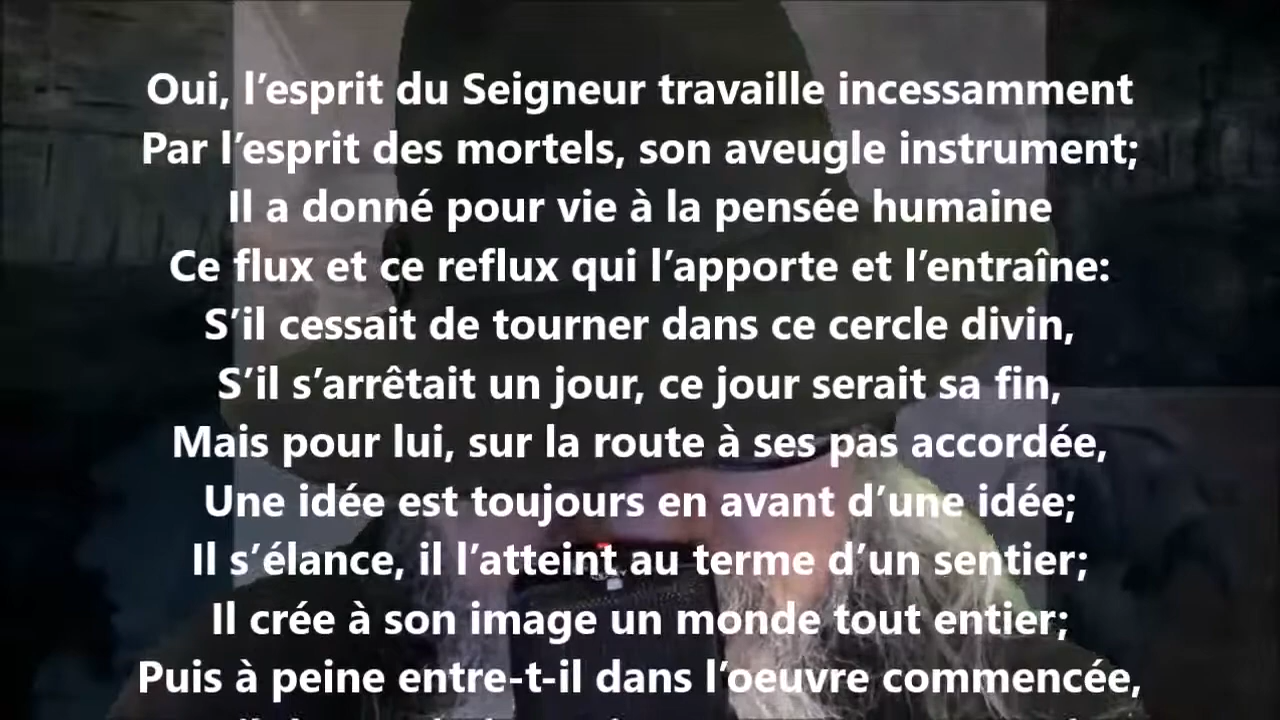 Oui, l’esprit du Seigneur travaille incessamment
Par l’esprit des mortels, son aveugle instrument;
Il a donné pour vie à la pensée humaine
Ce flux et ce reflux qui l’apporte et l’entraîne:
S’il cessait de tourner dans ce cercle divin,
S’il s’arrêtait un jour, ce jour serait sa fin,
Mais pour lui, sur la route à ses pas accordée,
Une idée est toujours en avant d’une idée;
Il s’élance, il l’atteint au terme d’un sentier;
Il crée à son image un monde tout entier;
Puis à peine entre-t-il dans l’oeuvre commencée,